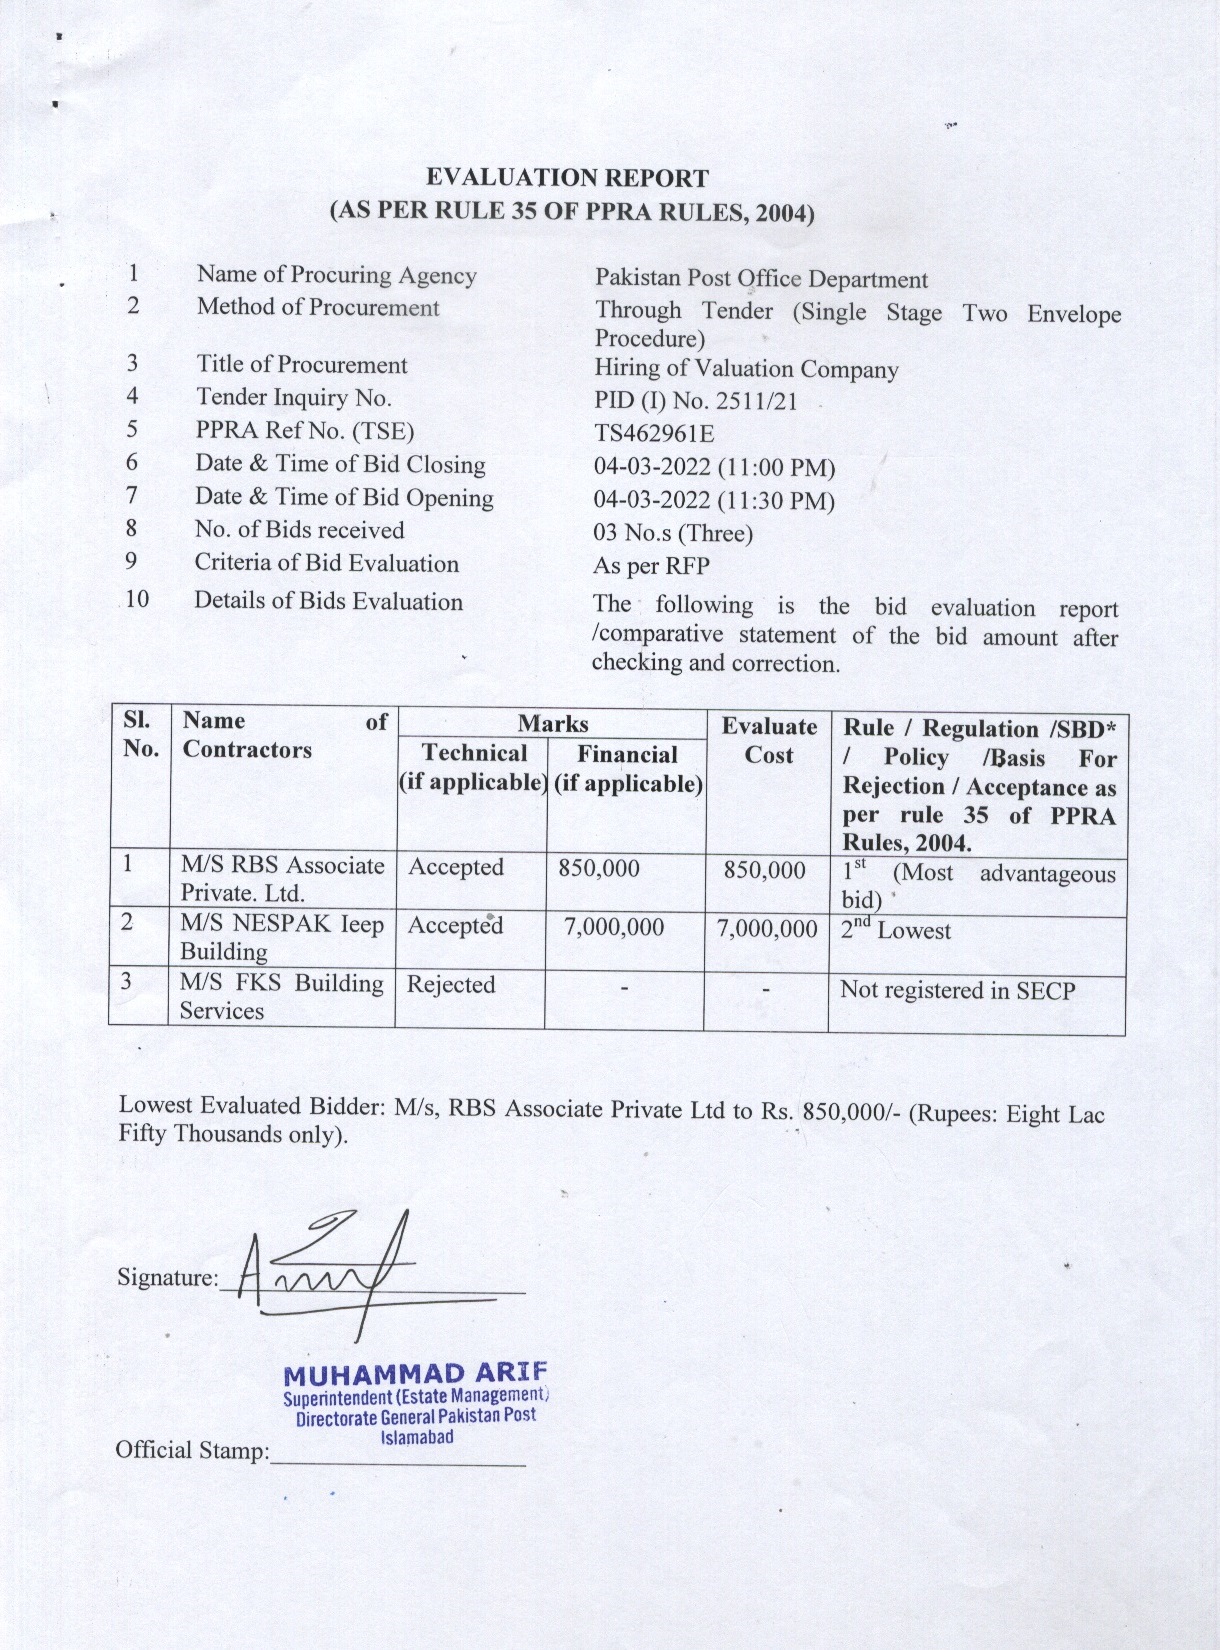 EVALUATION REPORT
(AS PER RULE 35 OF PPRA RULES, 2004)
1 Name of Procuring Agency Pakistan Post Office Department
2 Method of Procurement Through Tender (Single Stage Two Envelope
Procedure)
3 Title of Procurement Hiring of Valuation Company
4 Tender Inquiry No. PID (I) No. 2511/21
5 PPRA Ref No. (TSE) TS462961E
6 Date & Time of Bid Closing 04-03-2022 (11:00 PM)
7 Date & Time of Bid Opening 04-03-2022 (11:30 PM)
8 No. of Bids received 03 No.s (Three)
9 Criteria of Bid Evaluation As per RFP
10 Details of Bids Evaluation The following is the bid evaluation report
/comparative statement of the bid amount after
checking and correction.
Sl. Name of Marks Evaluate Rule / Regulation /SBD*
No. Contractors Technical Financial Cost / Policy /Basis For
(if applicable) (if applicable) Rejection / Acceptance as
per rule 35 of PPRA
Rules, 2004.
1 M/S RBS Associate Accepted 850,000 850,000 1st (Most advantageous
Private. Ltd. bid)
2 M/S NESPAK Ieep Accepted 7,000,000 7,000,000 2nd Lowest
Building
3 M/S FKS Building Rejected - - Not registered in SECP
Services
Lowest Evaluated Bidder: M/s, RBS Associate Private Ltd to Rs. 850,000/- (Rupees: Eight Lac
Fifty Thousands only).
Signature:
MUHAMMAD ARIF
Superintendent (Estate Management)
Directorate General Pakistan Post
Islamabad
Official Stamp: